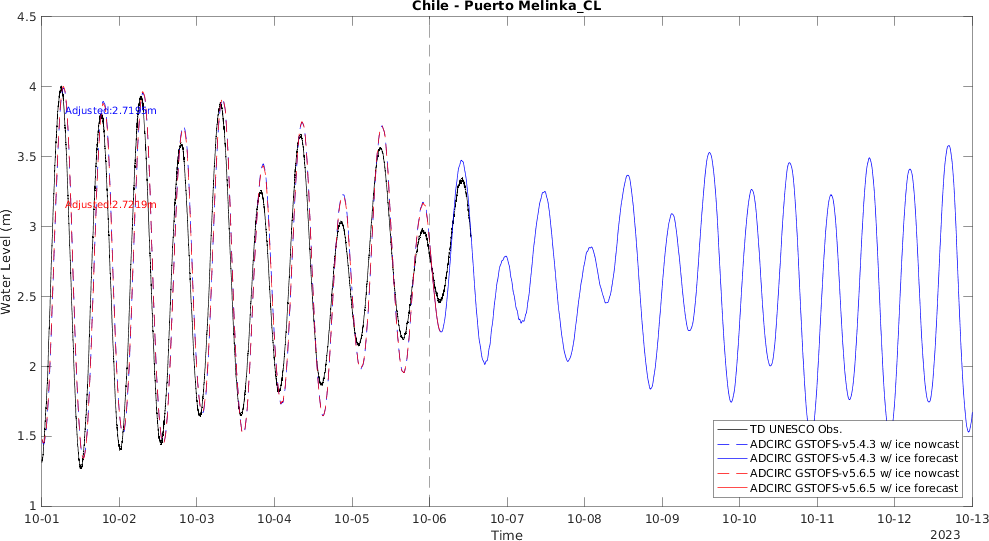 Chile - Puerto Melinka_CL
4.5
4
3.5
3
2.5
2
1.5
1
Water Level (m)
Adjusted:2.7195m
Adjusted:2.7219m
10-01 10-02 10-03 10-04 10-05 10-06 10-07 10-08 10-09 10-10 10-11 10-12 10-13
Time
2023
TD UNESCO Obs.
ADCIRC GSTOFS-v5.4.3 w/ ice nowcast
ADCIRC GSTOFS-v5.4.3 w/ ice forecast
ADCIRC GSTOFS-v5.6.5 w/ ice nowcast
ADCIRC GSTOFS-v5.6.5 w/ ice forecast